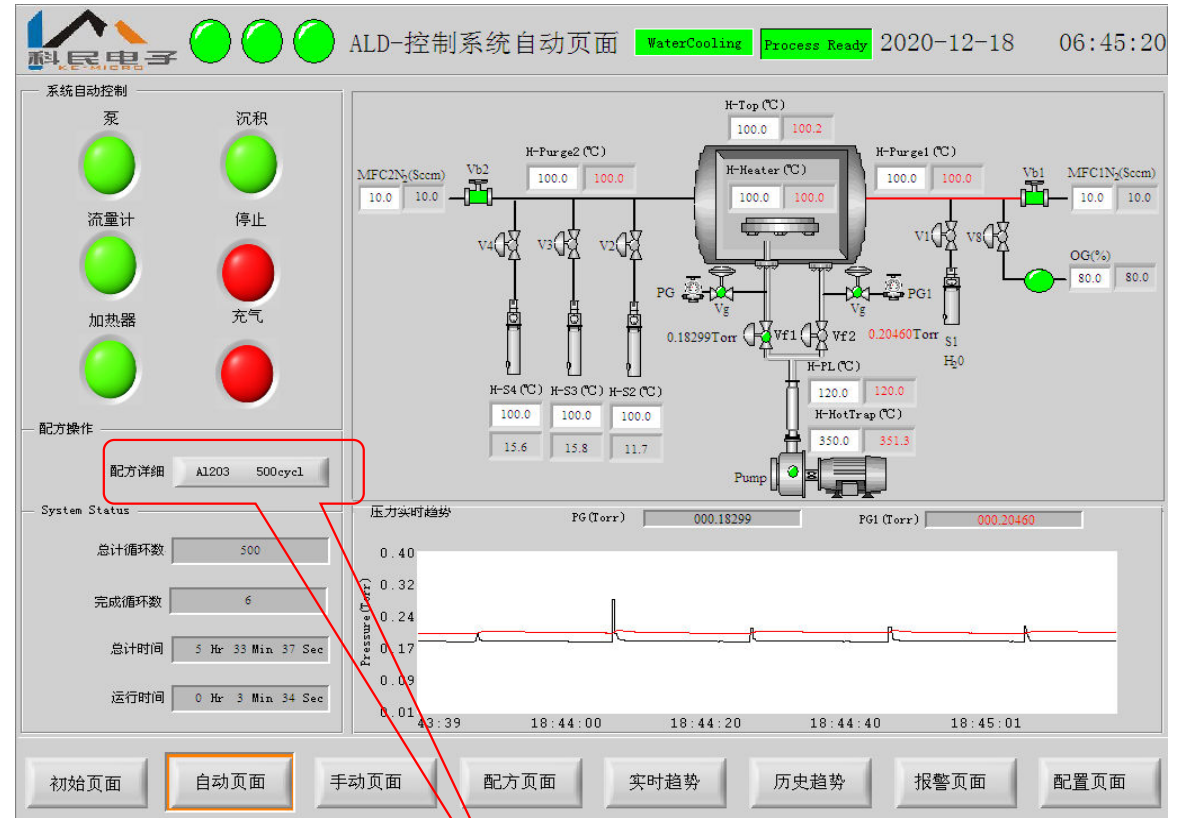 科民电子
KE-MICRO
ALD-控制系统自动页面
WaterCooling
Process Ready
2020-12-18 06:45:20
系统自动控制
泵 沉积
流量计 停止
加热器 充气
配方操作
配方详细 Al203 500cycl
System Status
总计循环数 500
完成循环数 6
总计时间 5 Hr 33 Min 37 Sec
运行时间 0 Hr 3 Min 34 Sec
H-Top(℃)
100.0 100.2
H-Purge2(℃)
100.0 100.0
H-Heater(℃)
100.0 100.0
H-Purge1(℃)
100.0 100.0
MFC2N₂(Sccm)
10.0 10.0
Vb2
Vb1
MFC1N₂(Sccm)
10.0 10.0
V4 V3 V2
V1 V8
OG(%)
80.0 80.0
PG Vg
Vg PG1
0.18299Torr Vf1 Vf2 0.20460Torr
S1
H₂0
H-S4(℃) H-S3(℃) H-S2(℃)
100.0 100.0 100.0
15.6 15.8 11.7
H-PL(℃)
120.0 120.0
H-HotTrap(℃)
350.0 351.3
Pump
压力实时趋势 PG(Torr) 000.18299 PG1(Torr) 000.20460
Pressure(Torr)
0.40
0.32
0.24
0.17
0.09
0.01
43:39 18:44:00 18:44:20 18:44:40 18:45:01
初始页面 自动页面 手动页面 配方页面 实时趋势 历史趋势 报警页面 配置页面